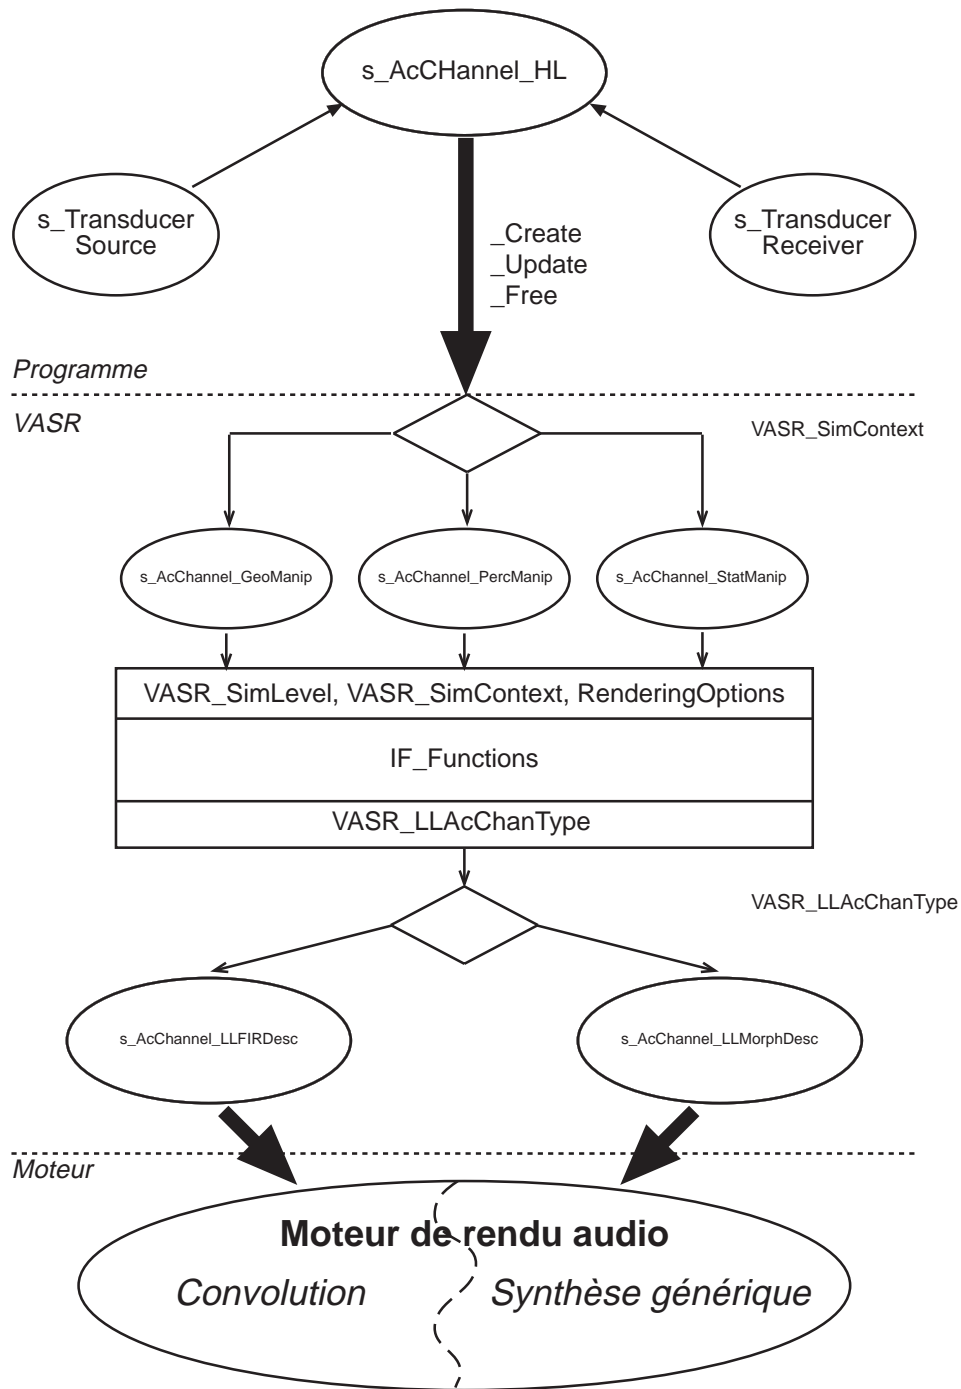 s_AcCHannel_HL
s_Transducer
Source
s_Transducer
Receiver
_Create
_Update
_Free
Programme
VASR
VASR_SimContext
s_AcChannel_GeoManip
s_AcChannel_PercManip
s_AcChannel_StatManip
VASR_SimLevel, VASR_SimContext, RenderingOptions
IF_Functions
VASR_LLAcChanType
VASR_LLAcChanType
s_AcChannel_LLFIRDesc
s_AcChannel_LLMorphDesc
Moteur
Moteur de rendu audio
Convolution
Synthèse générique